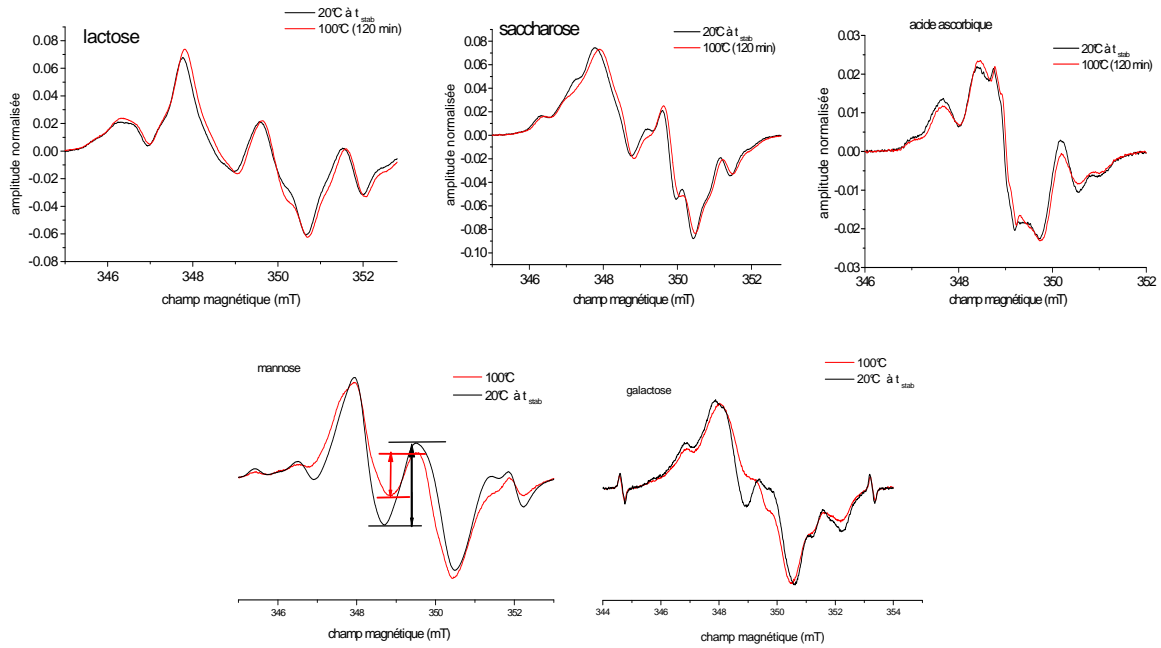 lactose
20°C à t stab
100°C (120 min)
0.08
0.06
0.04
0.02
0.00
-0.02
-0.04
-0.06
-0.08
amplitude normalisée
346 348 350 352
champ magnétique (mT)
saccharose
20°C à t stab
100°C (120 min)
0.08
0.06
0.04
0.02
0.00
-0.02
-0.04
-0.06
-0.08
-0.10
amplitude normalisée
346 348 350 352
champ magnétique (mT)
acide ascorbique
20°C à t stab
100°C (120 min)
0.03
0.02
0.01
0.00
-0.01
-0.02
-0.03
amplitude normalisée
346 348 350 352
champ magnétique (mT)
mannose
100°C
20°C à t stab
346 348 350 352
champ magnétique (mT)
galactose
100°C
20°C à t stab
344 346 348 350 352 354
champ magnétique (mT)